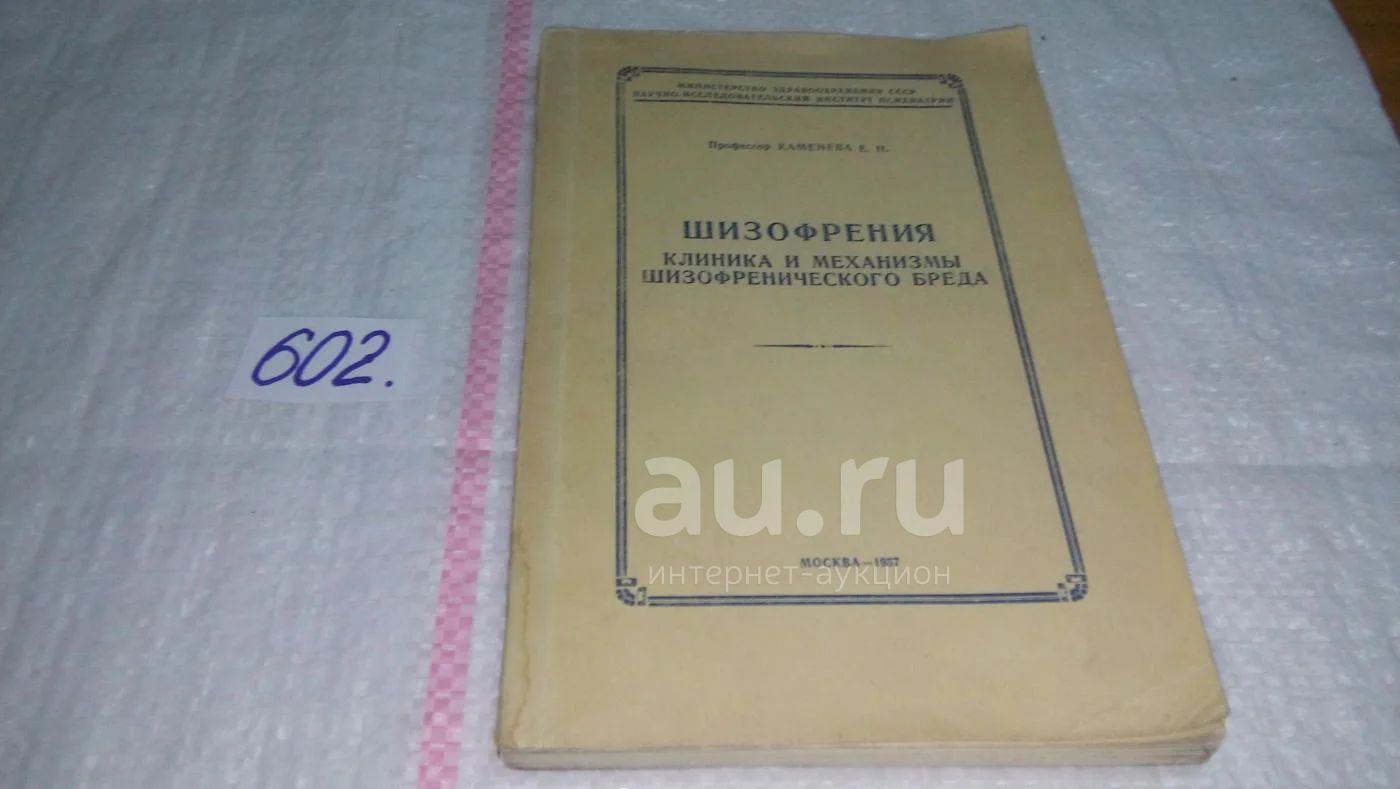 МИНИСТЕРСТВО ЗДРАВООХРАНЕНИЯ СССР
НАУЧНО-ИССЛЕДОВАТЕЛЬСКИЙ ИНСТИТУТ ПСИХИАТРИИ
Профессор КАМЕНЕВА Е. Н.
ШИЗОФРЕНИЯ
КЛИНИКА И МЕХАНИЗМЫ
ШИЗОФРЕНИЧЕСКОГО БРЕДА
602.
au.ru
МОСКВА—1957
интернет-аукцион